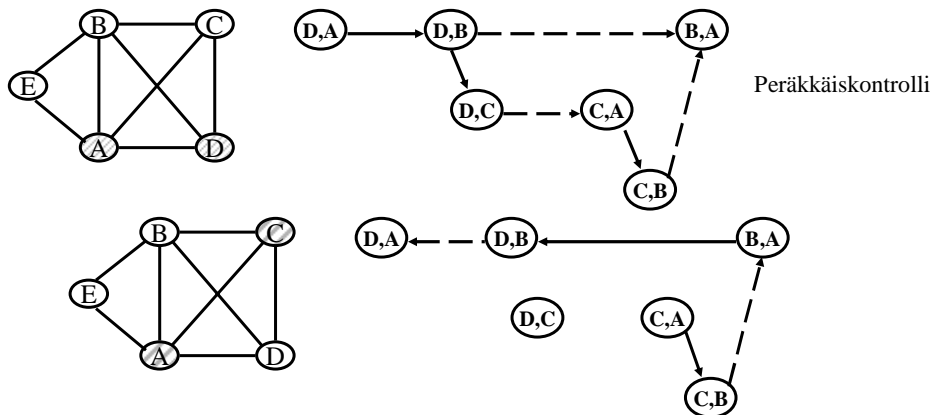 B C D,A D,B B,A
E D,C C,A Peräkkäiskontrolli
A D
C,B
B C D,A D,B B,A
E D,C C,A
A D
C,B